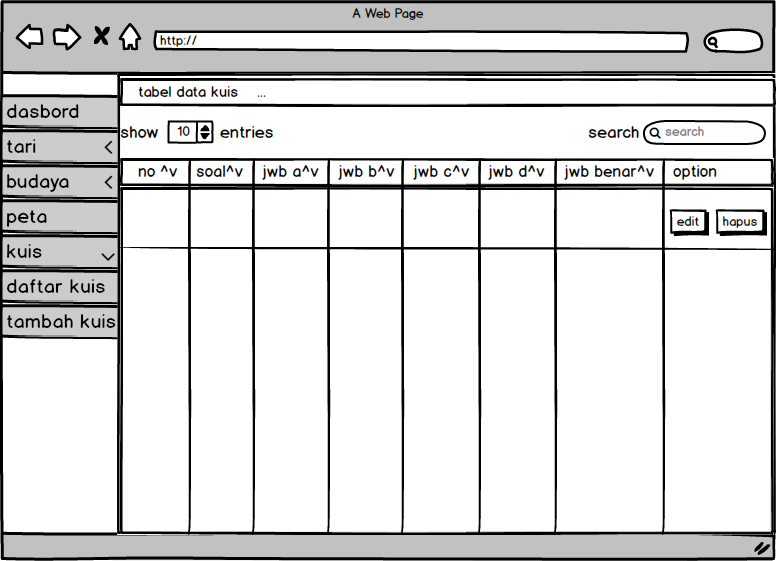 A Web Page
http://
tabel data kuis ...
dasbord
tari
budaya
peta
kuis
daftar kuis
tambah kuis
show 10 entries search search
no ^v soal^v jwb a^v jwb b^v jwb c^v jwb d^v jwb benar^v option
edit hapus